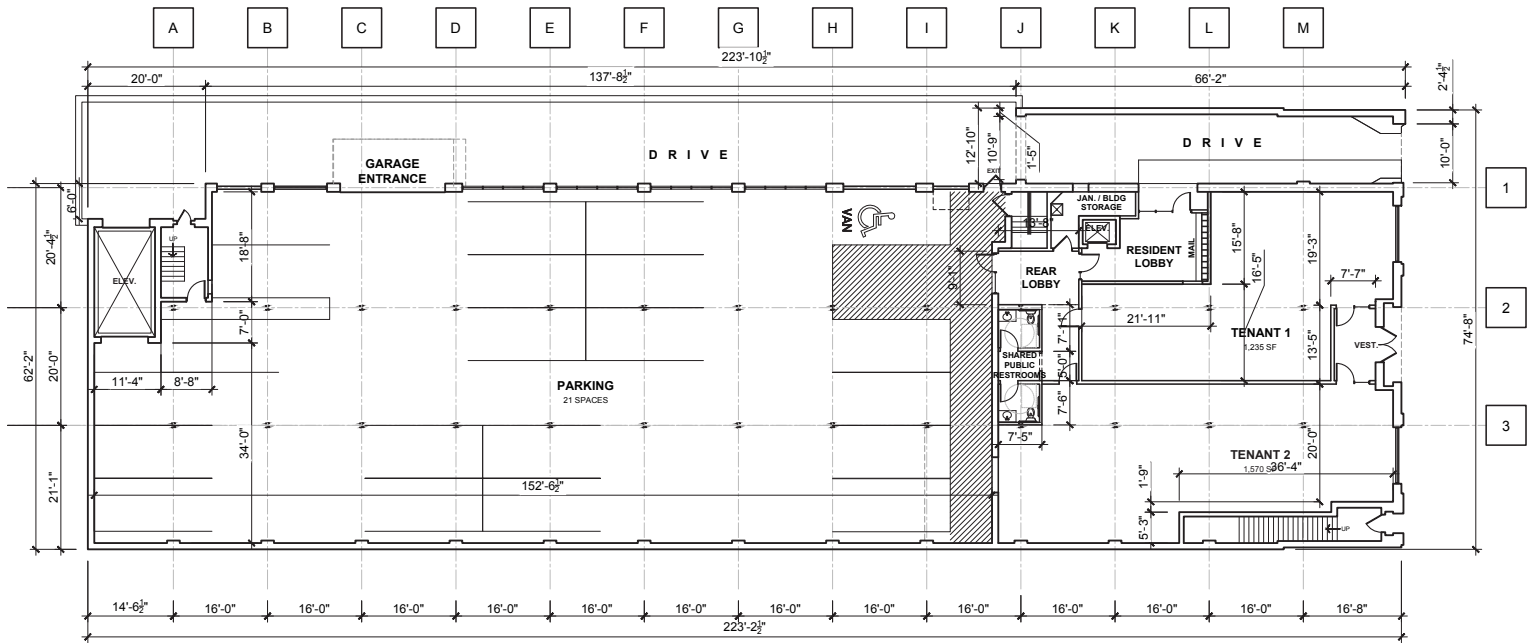 A B C D E F G H I J K L M
223'-10½"
20'-0" 137'-8½" 66'-2"
2'-4½"
DRIVE
DRIVE
12'-10"
10'-9"
1'-5"
10'-0"
GARAGE
ENTRANCE
EXIT
1
6'-0"
20'-4½"
18'-8"
UP
ELEV.
VAN
13'-8"
JAN. / BLDG
STORAGE
ELEV.
RESIDENT
LOBBY
MAIL
15'-8"
16'-5"
19'-3"
REAR
LOBBY
9'-1"
7'-7"
2
7'-0"
62'-2"
20'-0"
7'-11"
21'-11"
TENANT 1
1,235 SF
13'-5"
VEST.
74'-8"
SHARED
PUBLIC
RESTROOMS
5'-0"
11'-4" 8'-8"
PARKING
21 SPACES
7'-6"
3
7'-5"
34'-0"
21'-1"
152'-6½"
TENANT 2
1,570 SF
20'-0"
36'-4"
1'-9"
5'-3"
UP
14'-6½" 16'-0" 16'-0" 16'-0" 16'-0" 16'-0" 16'-0" 16'-0" 16'-0" 16'-0" 16'-0" 16'-0" 16'-0" 16'-8"
223'-2½"